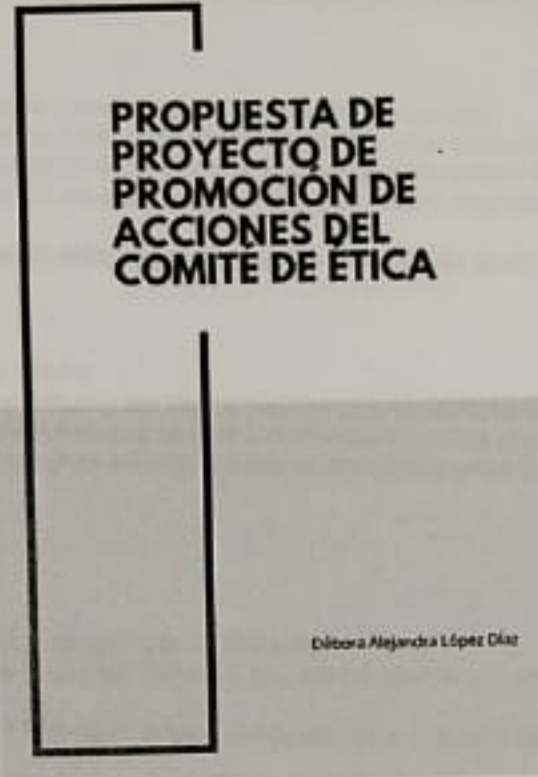 PROPUESTA DE
PROYECTO DE
PROMOCIÓN DE
ACCIONES DEL
COMITÉ DE ÉTICA
Débora Alejandra López Díaz